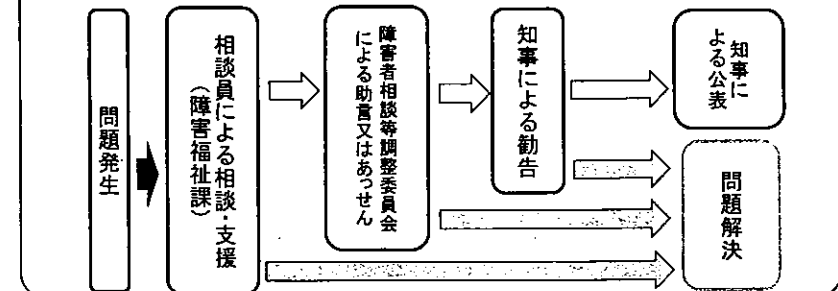 問題発生
相談員による相談・支援
（障害福祉課）
障害者相談等調整委員会
による助言又はあっせん
知事による勧告
知事に
よる公表
問題解決